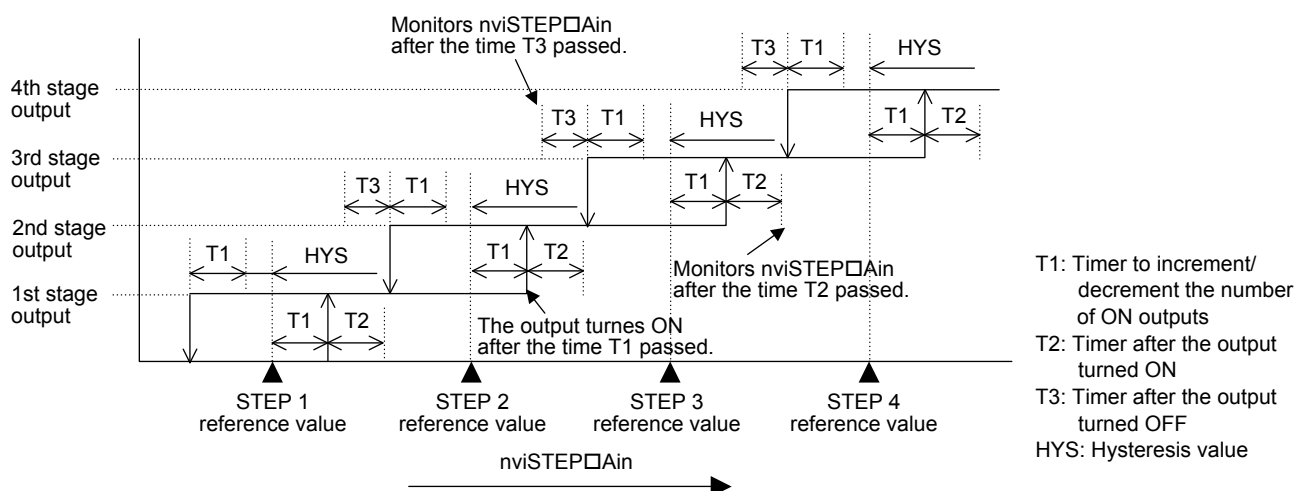 Monitors nviSTEP□Ain
after the time T3 passed.
T3
T1
HYS
4th stage
output
T3
T1
HYS
T1
T2
3rd stage
output
T3
T1
HYS
T1
T2
2nd stage
output
T1
HYS
T1
T2
Monitors nviSTEP□Ain
after the time T2 passed.
1st stage
output
T1
T2
The output turnes ON
after the time T1 passed.
STEP 1
reference value
STEP 2
reference value
STEP 3
reference value
STEP 4
reference value
nviSTEP□Ain
T1: Timer to increment/
decrement the number
of ON outputs
T2: Timer after the output
turned ON
T3: Timer after the output
turned OFF
HYS: Hysteresis value